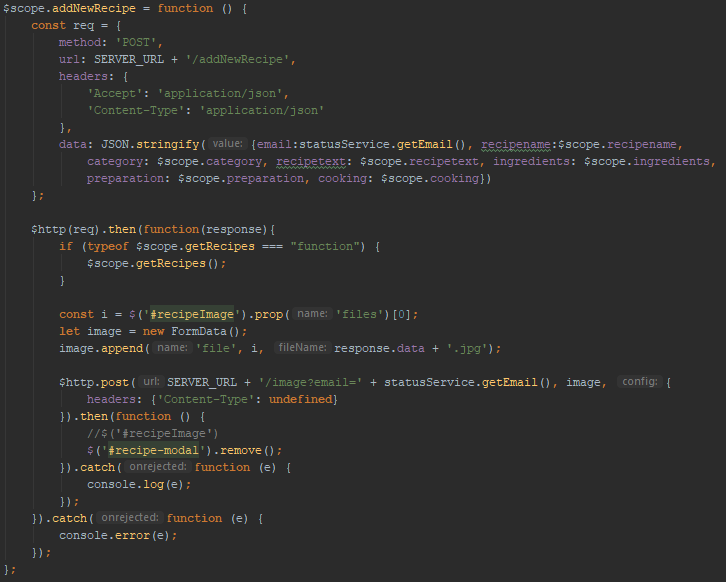 $scope.addNewRecipe = function () {
    const req = {
        method: 'POST',
        url: SERVER_URL + '/addNewRecipe',
        headers: {
            'Accept': 'application/json',
            'Content-Type': 'application/json'
        },
        data: JSON.stringify( value: {email:statusService.getEmail(), recipename:$scope.recipename,
            category: $scope.category, recipetext: $scope.recipetext, ingredients: $scope.ingredients,
            preparation: $scope.preparation, cooking: $scope.cooking})
    };

    $http(req).then(function(response){
        if (typeof $scope.getRecipes === "function") {
            $scope.getRecipes();
        }

        const i = $('#recipeImage').prop( name: 'files')[0];
        let image = new FormData();
        image.append( name: 'file', i, fileName: response.data + '.jpg');

        $http.post( url: SERVER_URL + '/image?email=' + statusService.getEmail(), image, config: {
            headers: {'Content-Type': undefined}
        }).then(function () {
            //$('#recipeImage')
            $('#recipe-modal').remove();
        }).catch( onrejected: function (e) {
            console.log(e);
        });
    }).catch( onrejected: function (e) {
        console.error(e);
    });
};